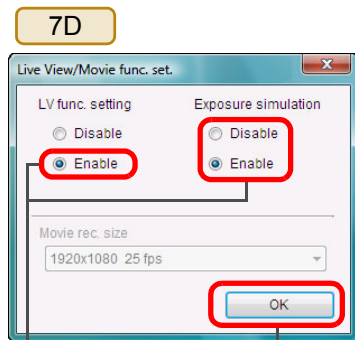 7D
Live View/Movie func. set.
LV func. setting Exposure simulation
Disable Disable
Enable Enable
Movie rec. size
1920x1080 25 fps
OK